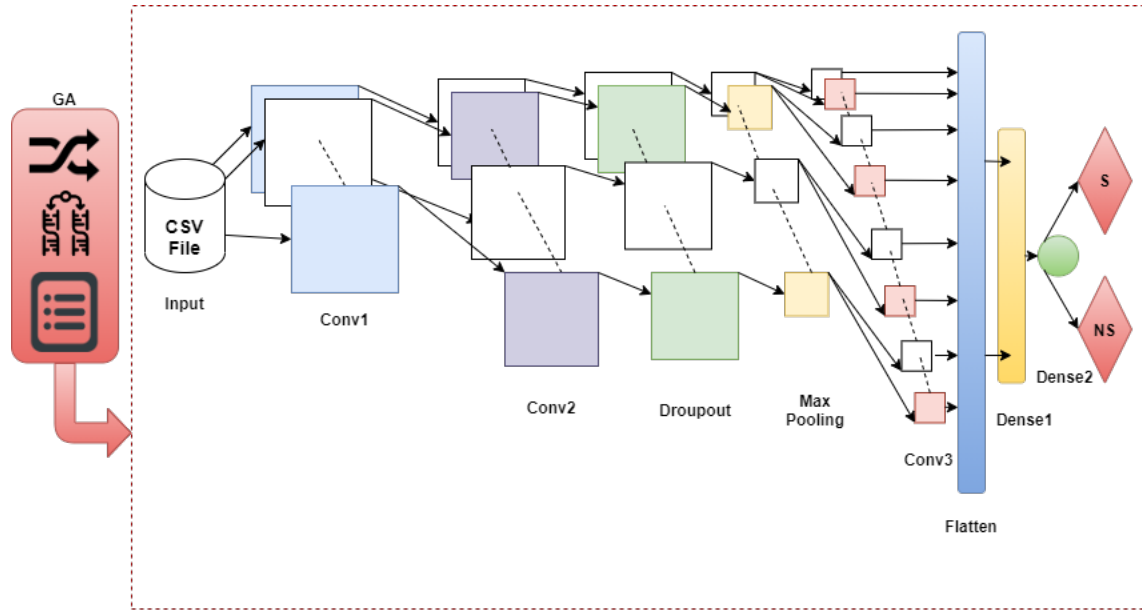 GA
CSV
File
Input
Conv1
Conv2
Droupout
Max
Pooling
Conv3
Flatten
Dense1
Dense2
S
NS